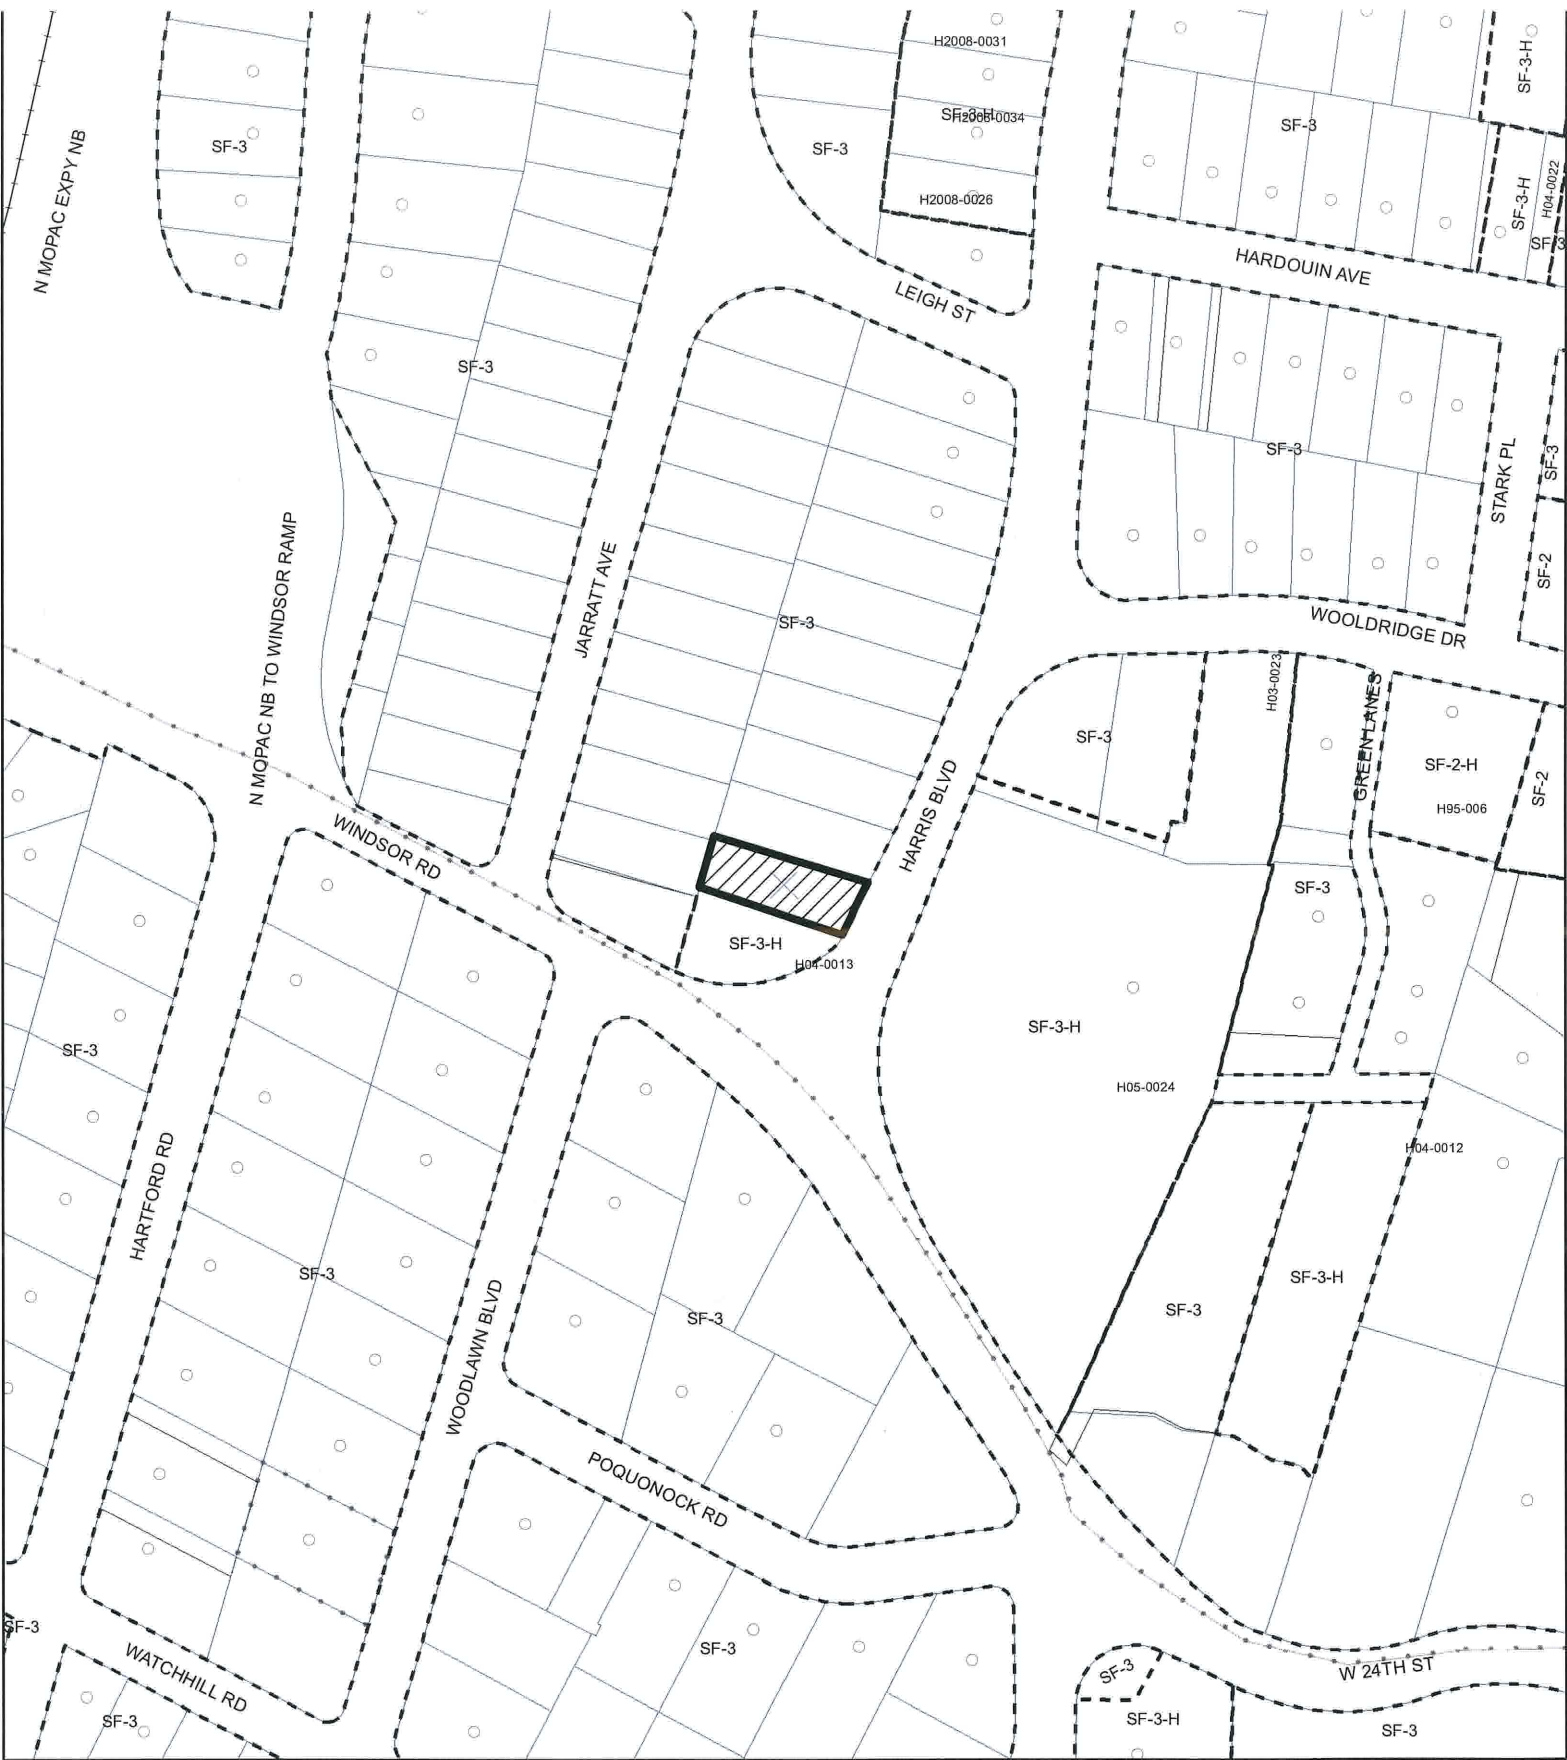 H2008-0031
SF-3-H
SF-3-H
H2008-0034
SF-3
SF-3
SF-3
SF-3-H
H04-0022
H2008-0026
SF-3
N MOPAC EXPY NB
HARDOUIN AVE
LEIGH ST
SF-3
SF-3
SF-3
STARK PL
SF-2
JARRATT AVE
N MOPAC NB TO WINDSOR RAMP
SF-3
WOOLDRIDGE DR
H03-0023
GREEN LANES
SF-3
SF-2-H
SF-2
H95-006
HARRIS BLVD
WINDSOR RD
SF-3
SF-3-H
H04-0013
SF-3-H
SF-3
H05-0024
H04-0012
HARTFORD RD
SF-3
SF-3-H
SF-3
SF-3
WOODLAWN BLVD
POQUONOCK RD
SF-3
SF-3
WATCHHILL RD
SF-3
SF-3
W 24TH ST
SF-3-H
SF-3